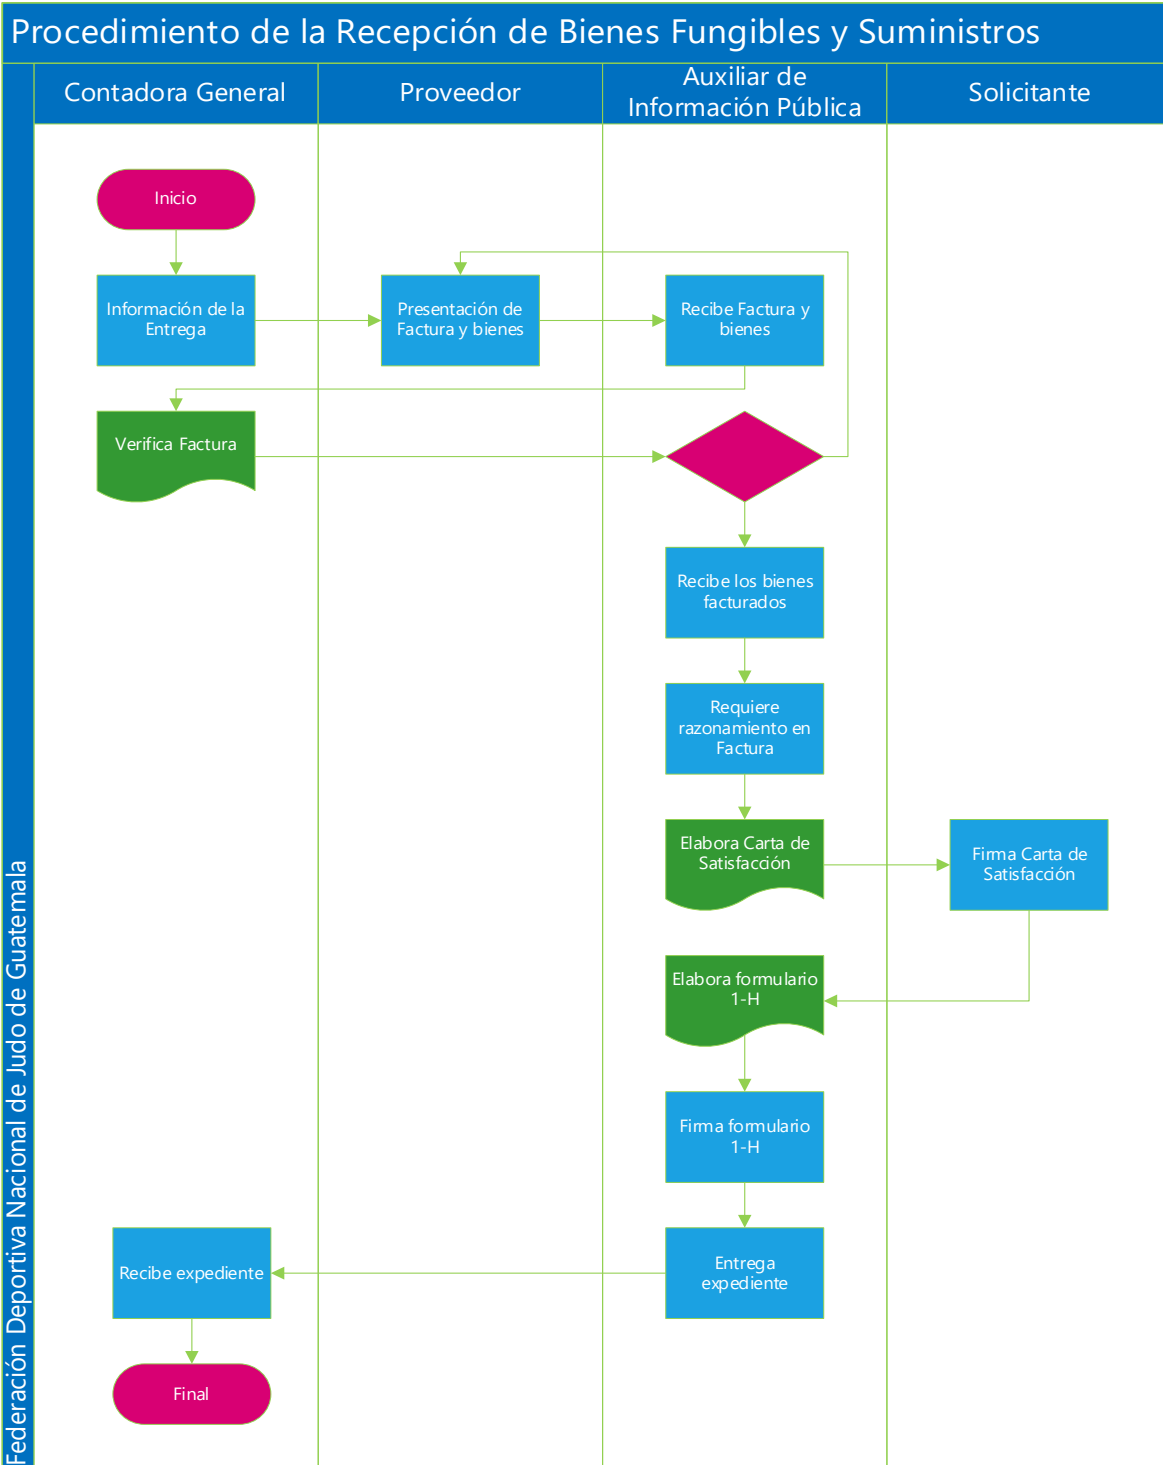 Procedimiento de la Recepción de Bienes Fungibles y Suministros
Federación Deportiva Nacional de Judo de Guatemala
Contadora General
Proveedor
Auxiliar de
Información Pública
Solicitante
Inicio
Información de la
Entrega
Presentación de
Factura y bienes
Recibe Factura y
bienes
Verifica Factura
Recibe los bienes
facturados
Requiere
razonamiento en
Factura
Elabora Carta de
Satisfacción
Firma Carta de
Satisfacción
Elabora formulario
1-H
Firma formulario
1-H
Entrega
expediente
Recibe expediente
Final